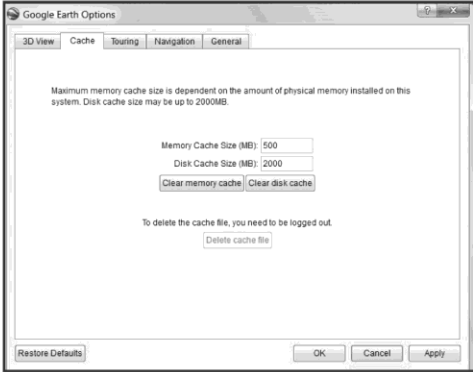 Google Earth Options
3D View Cache Touring Navigation General
Maximum memory cache size is dependent on the amount of physical memory installed on this
system. Disk cache size may be up to 2000MB.
Memory Cache Size (MB): 500
Disk Cache Size (MB): 2000
Clear memory cache Clear disk cache
To delete the cache file, you need to be logged out.
Delete cache file
Restore Defaults OK Cancel Apply